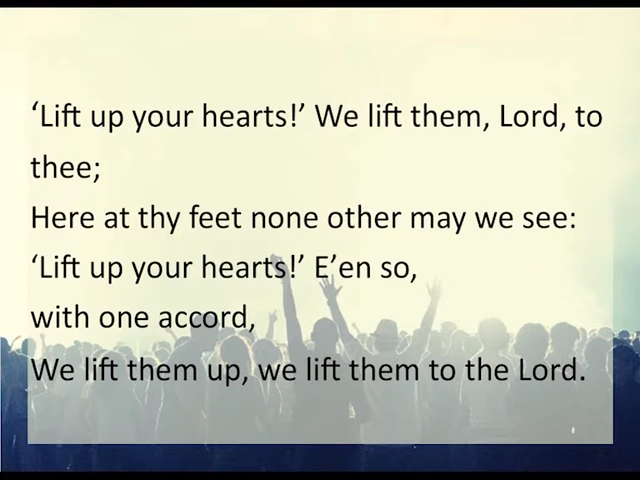 ‘Lift up your hearts!’ We lift them, Lord, to
thee;
Here at thy feet none other may we see:
‘Lift up your hearts!’ E’en so,
with one accord,
We lift them up, we lift them to the Lord.